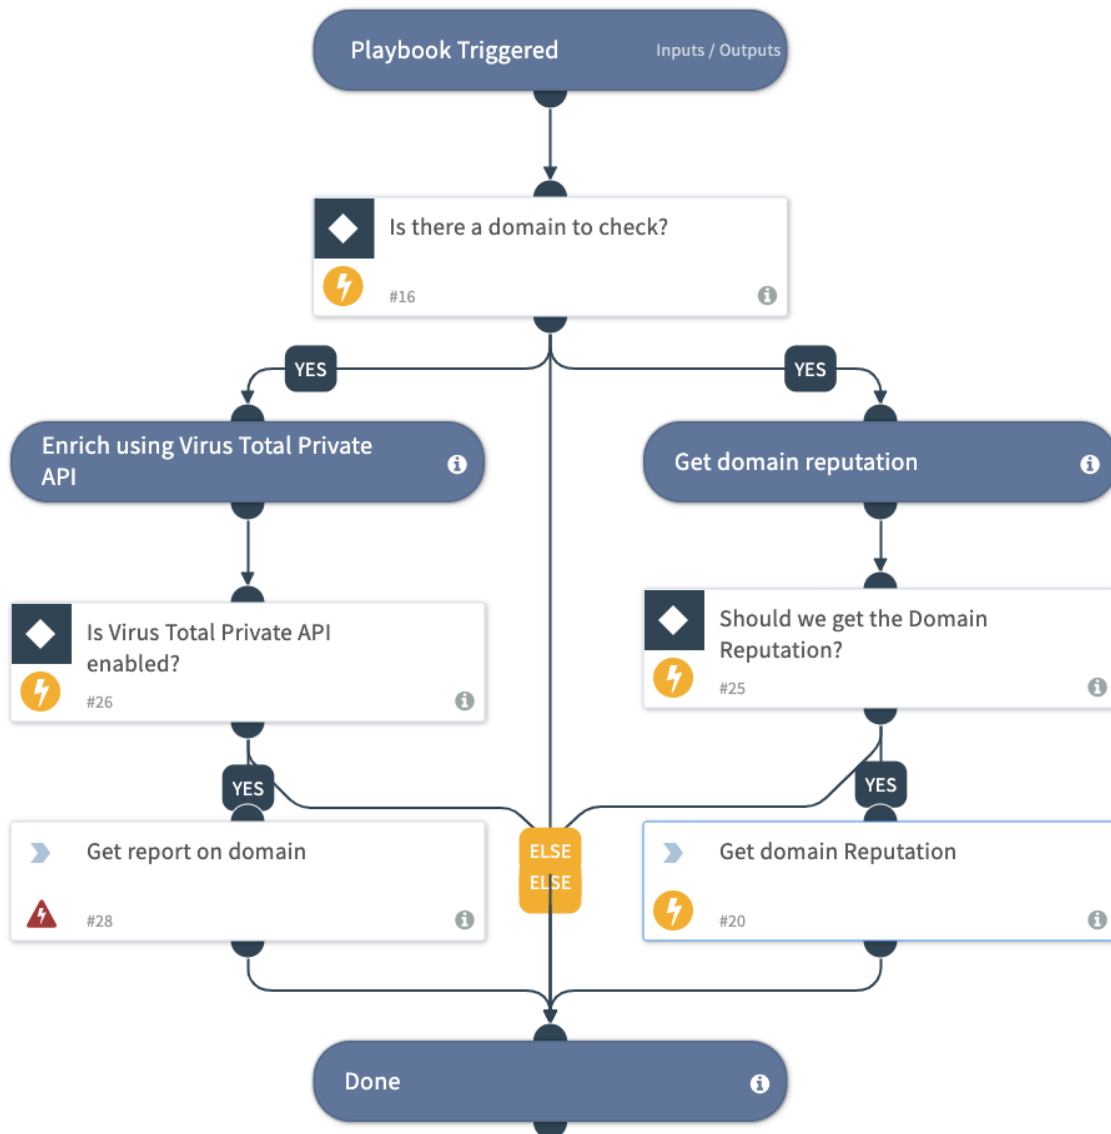 Playbook Triggered
Inputs / Outputs
Is there a domain to check?
#16
YES
YES
Enrich using Virus Total Private
API
Get domain reputation
Is Virus Total Private API
enabled?
#26
Should we get the Domain
Reputation?
#25
YES
YES
Get report on domain
#28
ELSE
ELSE
Get domain Reputation
#20
Done